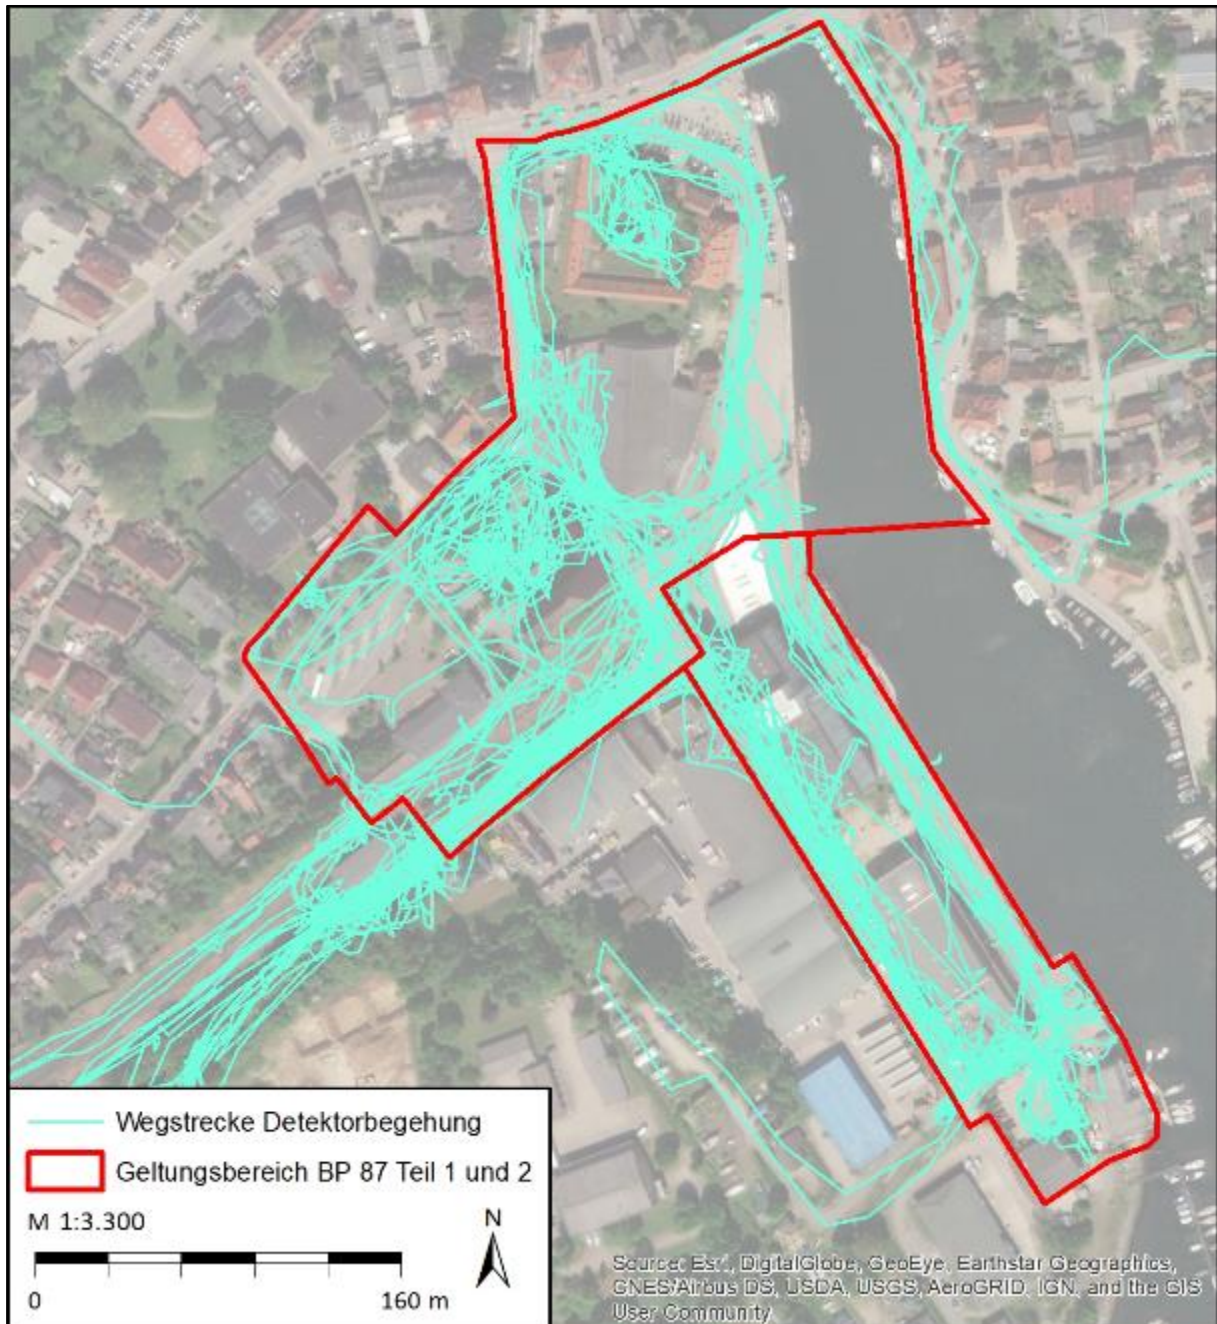 Wegstrecke Detektorbegehung
Geltungsbereich BP 87 Teil 1 und 2
M 1:3.300
N
0 160 m
Source: Esri, DigitalGlobe, GeoEye, Earthstar Geographics,
CNES/Airbus DS, USDA, USGS, AeroGRID, IGN, and the GIS
User Community